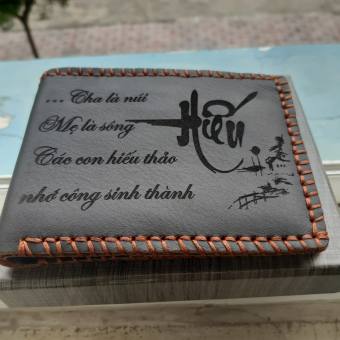 ... Cha là núi
Mẹ là sông
Các con hiếu thảo
nhớ công sinh thành
Hiếu